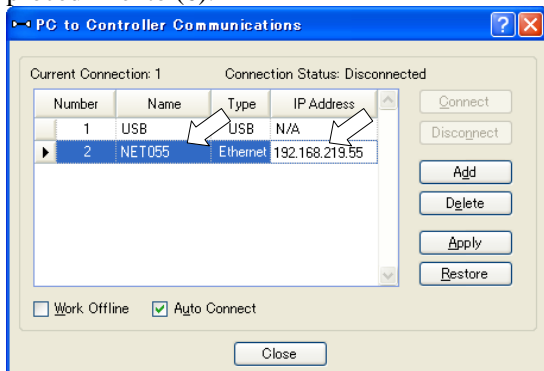 PC to Controller Communications
Current Connection: 1 Connection Status: Disconnected
Number Name Type IP Address
1 USB USB N/A
2 NET055 Ethernet 192.168.219.55
Connect
Disconnect
Add
Delete
Apply
Restore
Work Offline Auto Connect
Close